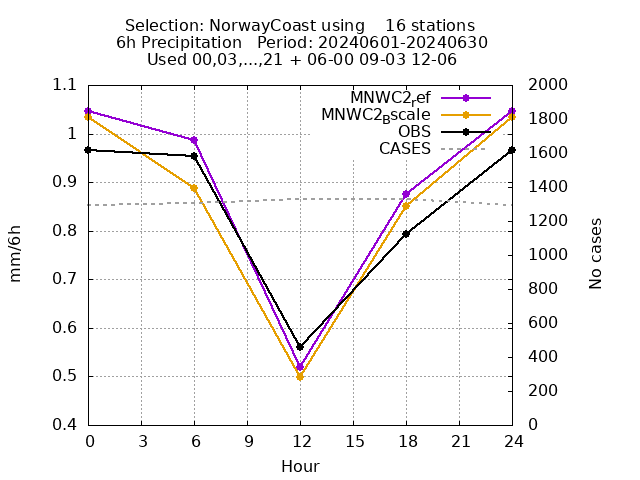 Selection: NorwayCoast using    16 stations
6h Precipitation   Period: 20240601-20240630
Used 00,03,...,21 + 06-00 09-03 12-06
MNWC2ref
MNWC2Bscale
OBS
CASES
1.1
1
0.9
0.8
0.7
0.6
0.5
0.4
mm/6h
2000
1800
1600
1400
1200
1000
800
600
400
200
0
No cases
0 3 6 9 12 15 18 21 24
Hour